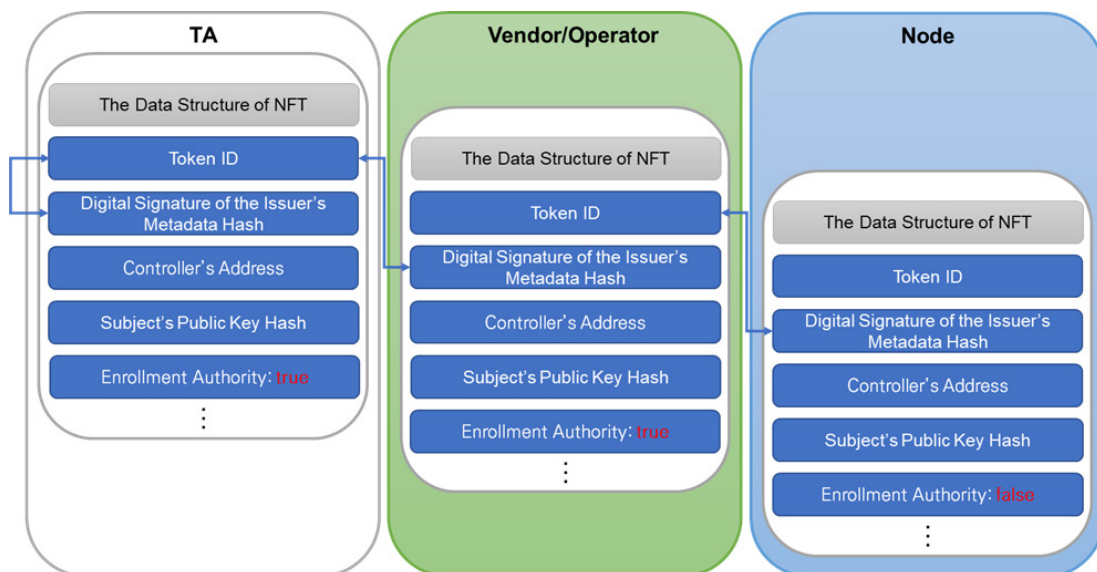 TA
The Data Structure of NFT
Token ID
Digital Signature of the Issuer's
Metadata Hash
Controller's Address
Subject's Public Key Hash
Enrollment Authority: true
⋮
Vendor/Operator
The Data Structure of NFT
Token ID
Digital Signature of the Issuer's
Metadata Hash
Controller's Address
Subject's Public Key Hash
Enrollment Authority: true
⋮
Node
The Data Structure of NFT
Token ID
Digital Signature of the Issuer's
Metadata Hash
Controller's Address
Subject's Public Key Hash
Enrollment Authority: false
⋮